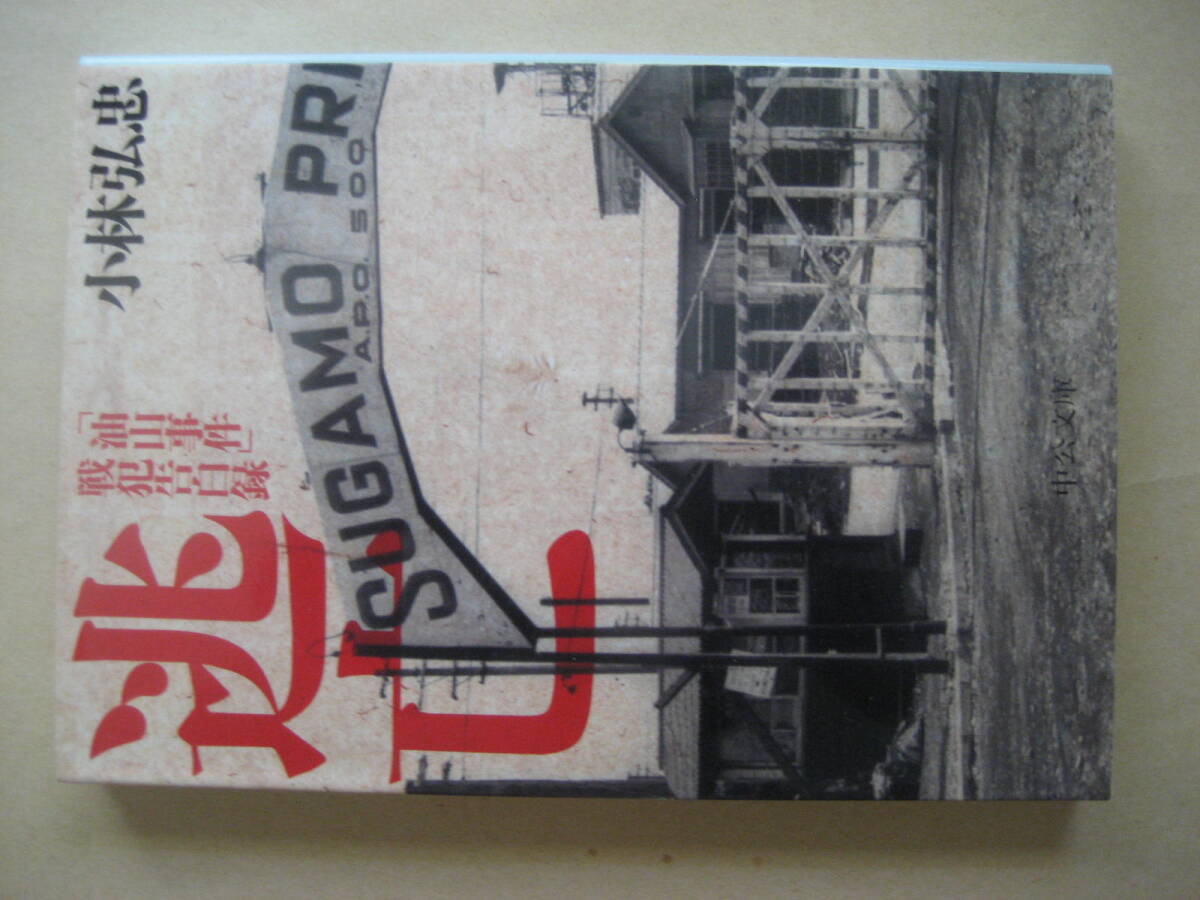 逃亡
「油山事件」
戦犯告白録
小林弘忠
SUGAMO PRI
A.P.O. 500
中公文庫